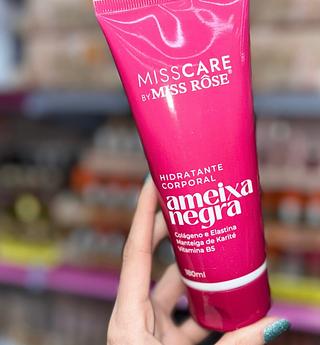 MISSCARE
BY MISS RÔSE®
HIDRATANTE
CORPORAL
ameixa
negra
Colágeno e Elastina
Manteiga de Karité
Vitamina B5
180ml